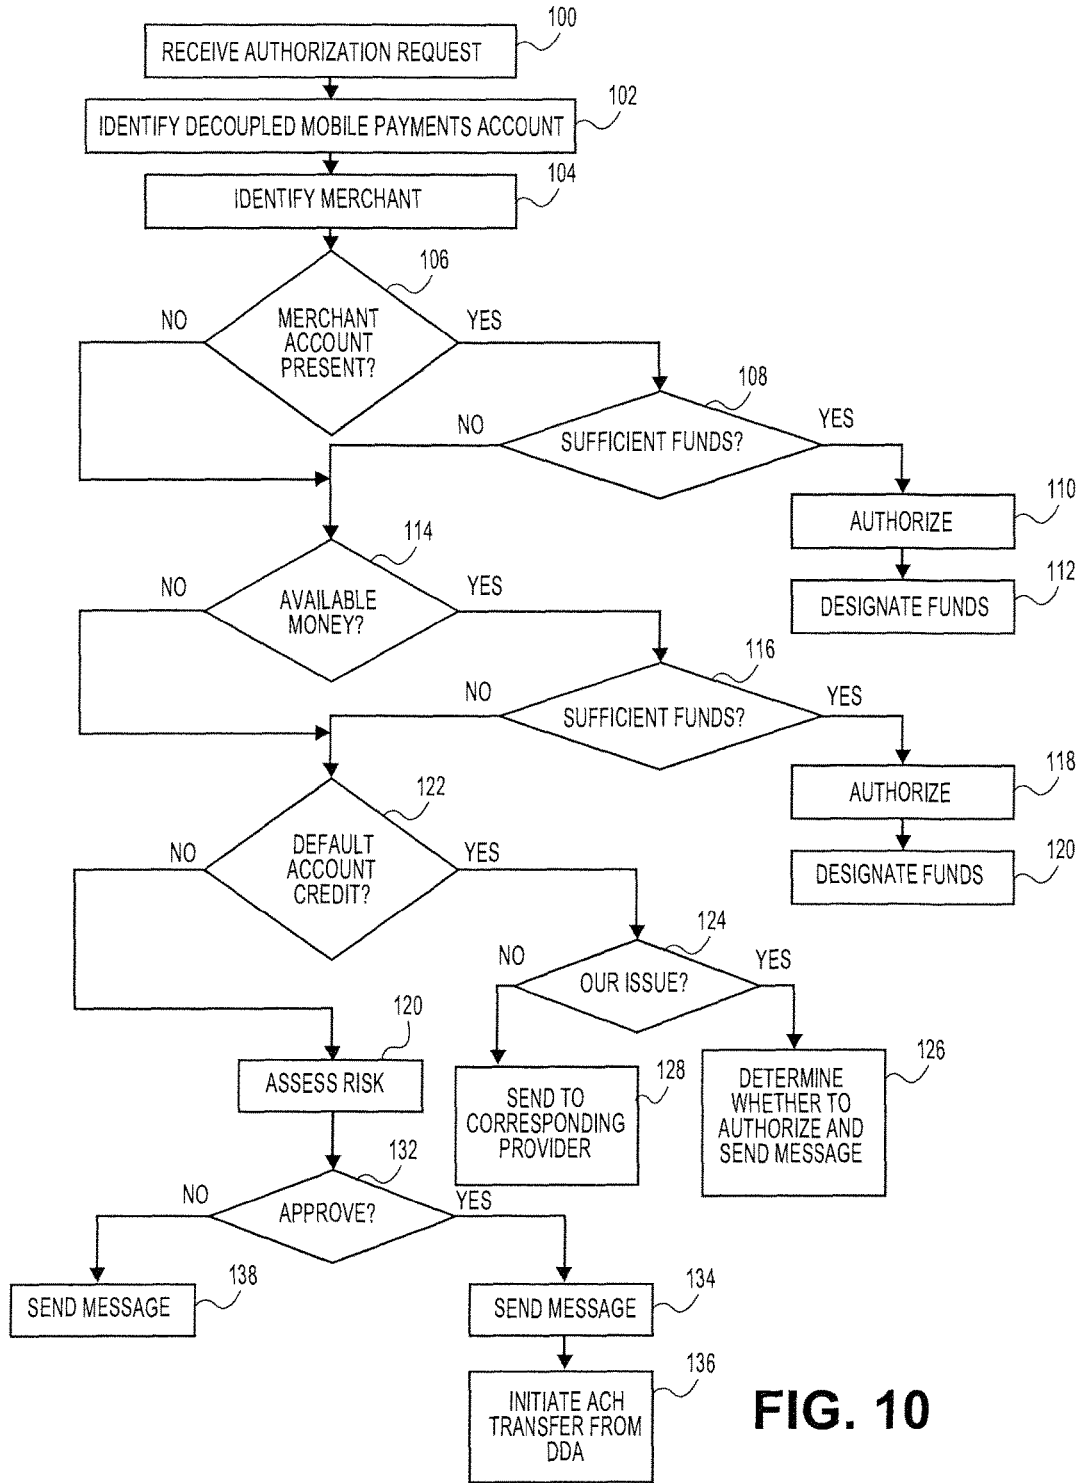 100
RECEIVE AUTHORIZATION REQUEST
102
IDENTIFY DECOUPLED MOBILE PAYMENTS ACCOUNT
104
IDENTIFY MERCHANT
106
NO
MERCHANT
ACCOUNT
PRESENT?
YES
108
NO
SUFFICIENT FUNDS?
YES
110
AUTHORIZE
112
DESIGNATE FUNDS
114
NO
AVAILABLE
MONEY?
YES
116
NO
SUFFICIENT FUNDS?
YES
118
AUTHORIZE
120
DESIGNATE FUNDS
122
NO
DEFAULT
ACCOUNT
CREDIT?
YES
124
NO
OUR ISSUE?
YES
126
DETERMINE
WHETHER TO
AUTHORIZE AND
SEND MESSAGE
128
SEND TO
CORRESPONDING
PROVIDER
120
ASSESS RISK
132
NO
APPROVE?
YES
138
SEND MESSAGE
134
SEND MESSAGE
136
INITIATE ACH
TRANSFER FROM
DDA
FIG. 10